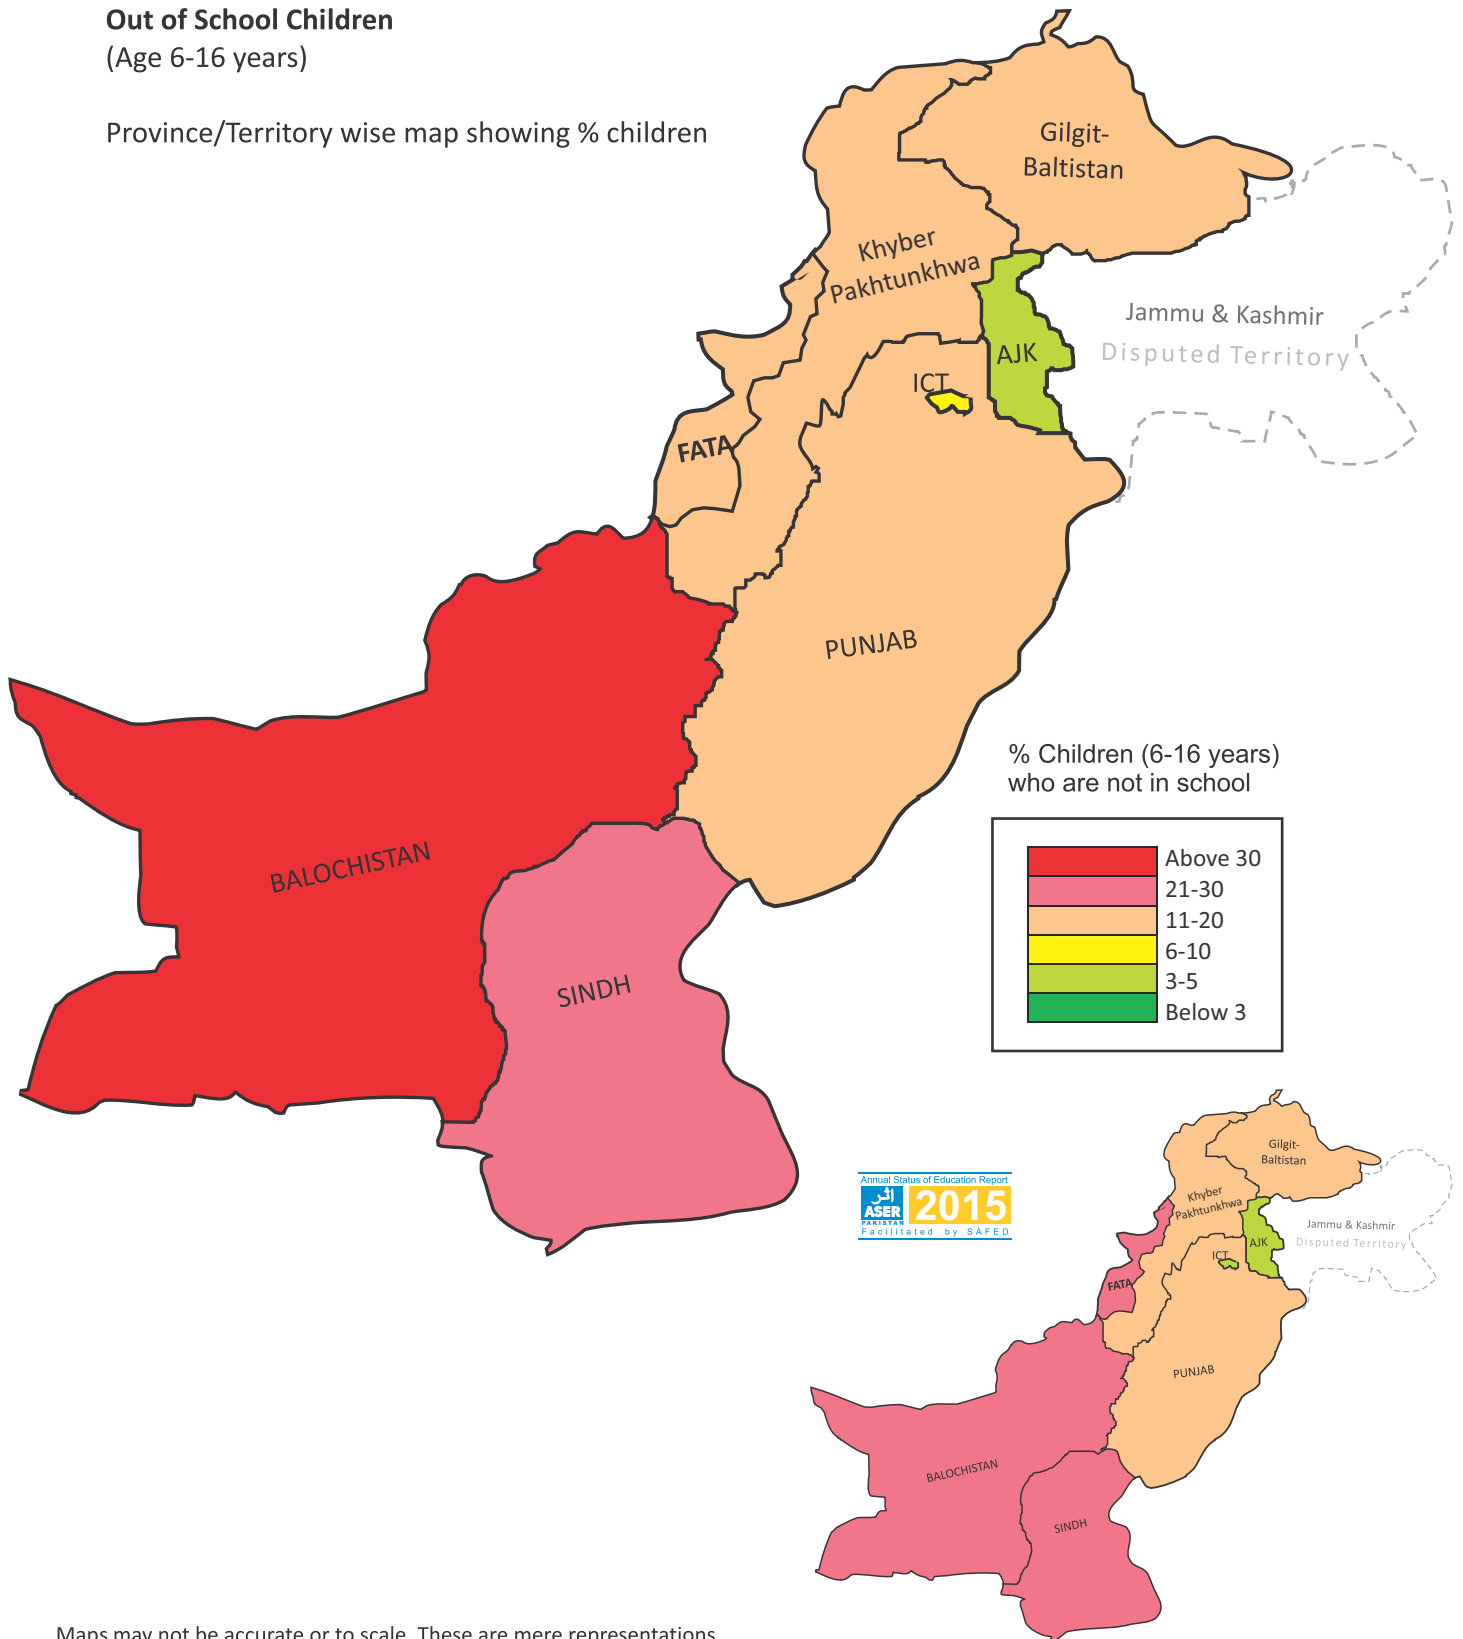 Out of School Children
(Age 6-16 years)
Province/Territory wise map showing % children
Gilgit-
Baltistan
Khyber
Pakhtunkhwa
Jammu & Kashmir
Disputed Territory
AJK
ICT
FATA
PUNJAB
BALOCHISTAN
SINDH
% Children (6-16 years)
who are not in school
Above 30
21-30
11-20
6-10
3-5
Below 3
Annual Status of Education Report
اثر
ASER
PAKISTAN
2015
Facilitated by SAFED
Gilgit-
Baltistan
Khyber
Pakhtunkhwa
Jammu & Kashmir
Disputed Territory
AJK
ICT
FATA
PUNJAB
BALOCHISTAN
SINDH
Maps may not be accurate or to scale. These are mere representations